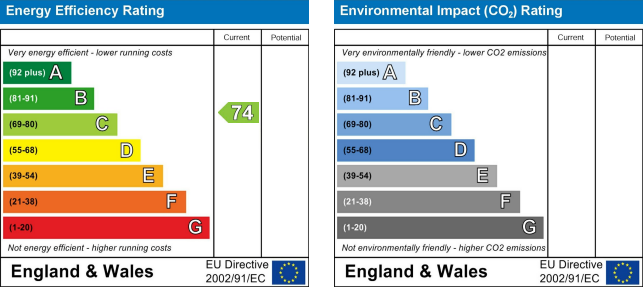 Energy Efficiency Rating
Current Potential
Very energy efficient - lower running costs
(92 plus) A
(81-91) B
74
(69-80) C
(55-68) D
(39-54) E
(21-38) F
(1-20) G
Not energy efficient - higher running costs
England & Wales
EU Directive
2002/91/EC
Environmental Impact (CO₂) Rating
Current Potential
Very environmentally friendly - lower CO2 emissions
(92 plus) A
(81-91) B
(69-80) C
(55-68) D
(39-54) E
(21-38) F
(1-20) G
Not environmentally friendly - higher CO2 emissions
England & Wales
EU Directive
2002/91/EC